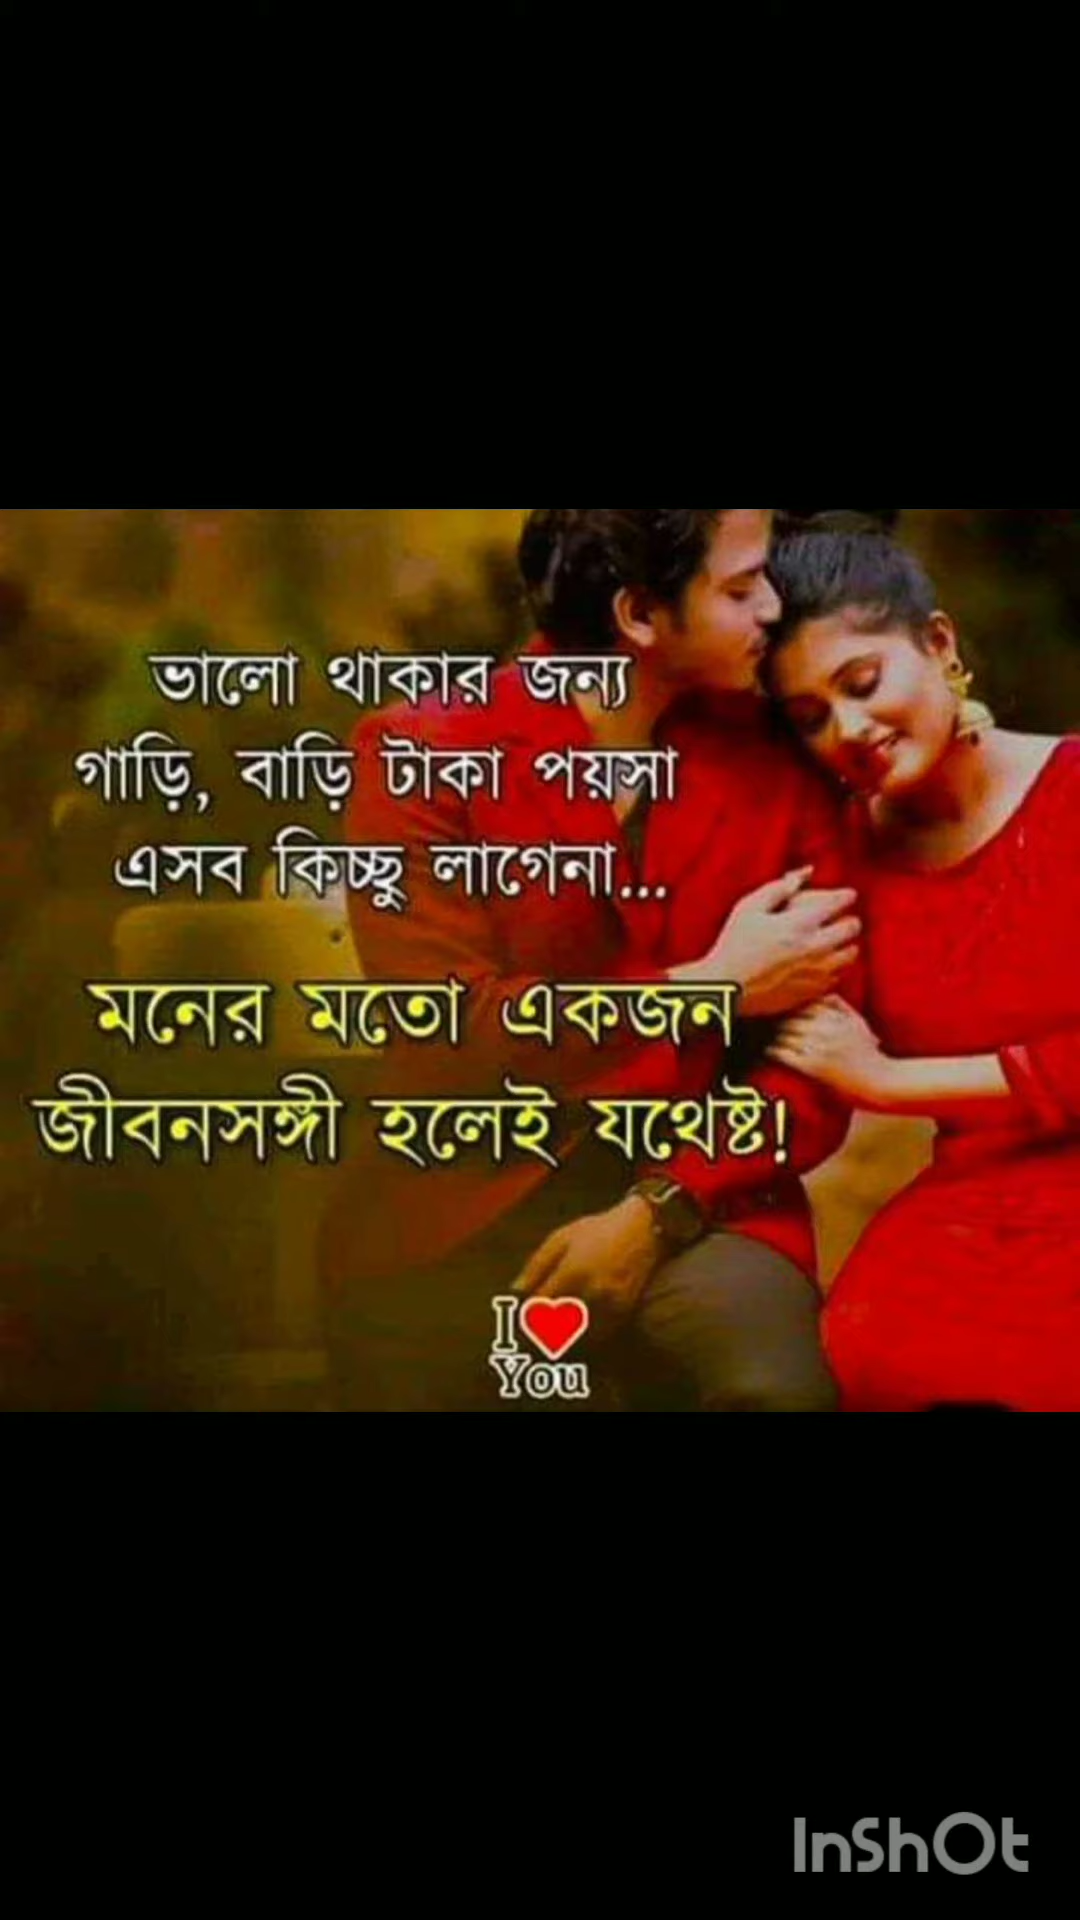 ভালো থাকার জন্য
গাড়ি, বাড়ি টাকা পয়সা
এসব কিচ্ছু লাগেনা...
মনের মতো একজন
জীবনসঙ্গী হলেই যথেষ্ট!
I
You
InShOt